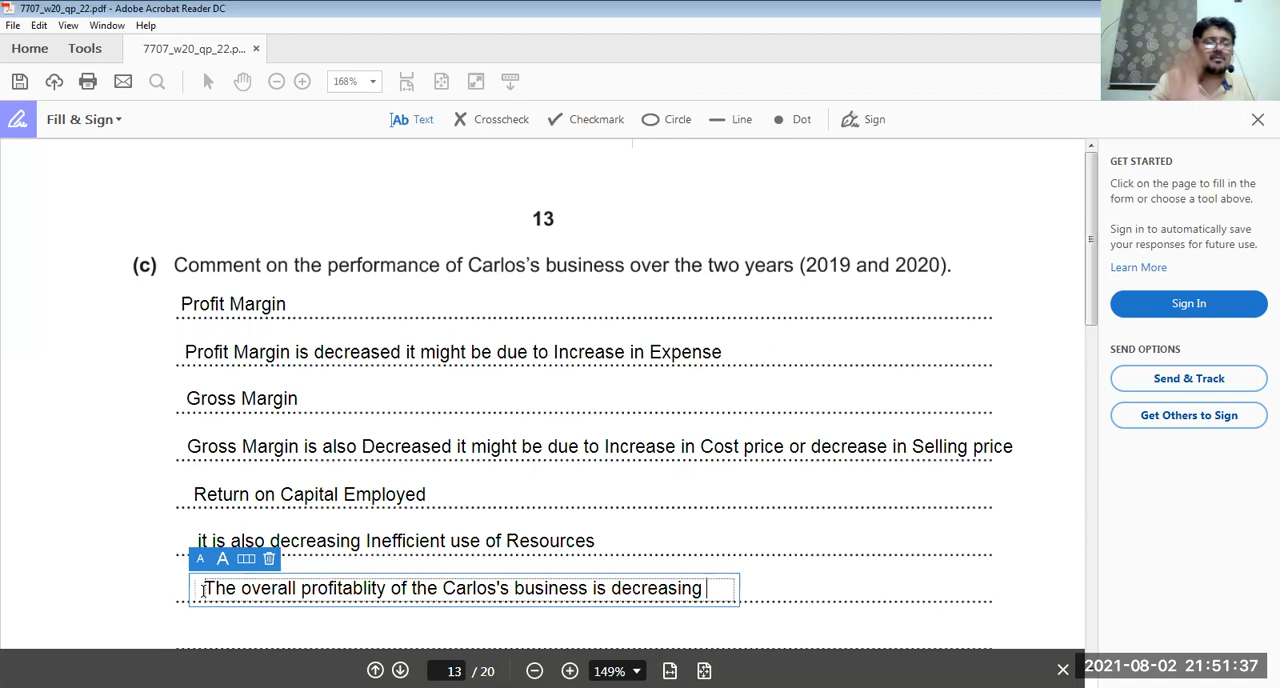 7707_w20_qp_22.pdf - Adobe Acrobat Reader DC
File Edit View Window Help
Home Tools 7707_w20_qp_22.p... ×
168%
Fill & Sign Ab Text Crosscheck Checkmark Circle Line Dot Sign
13
(c) Comment on the performance of Carlos's business over the two years (2019 and 2020).
Profit Margin
Profit Margin is decreased it might be due to Increase in Expense
Gross Margin
Gross Margin is also Decreased it might be due to Increase in Cost price or decrease in Selling price
Return on Capital Employed
it is also decreasing Inefficient use of Resources
A A
The overall profitablity of the Carlos's business is decreasing
GET STARTED
Click on the page to fill in the
form or choose a tool above.
Sign in to automatically save
your responses for future use.
Learn More
Sign In
SEND OPTIONS
Send & Track
Get Others to Sign
13 / 20 149%
2021-08-02 21:51:37